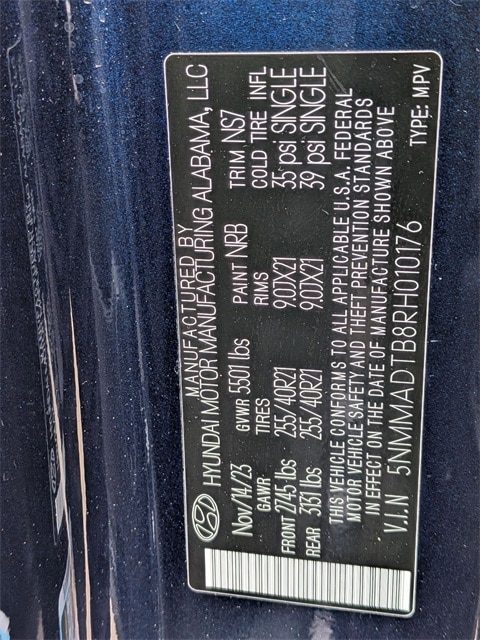 MANUFACTURED BY
HYUNDAI MOTOR MANUFACTURING ALABAMA, LLC
Nov/14/23 GVWR 5501 lbs PAINT NRB TRIM NS7
GAWR TIRES RIMS COLD TIRE INFL
FRONT 2745 lbs 255/40R21 9.0JX21 35 psi SINGLE
REAR 3131 lbs 255/40R21 9.0JX21 39 psi SINGLE
THIS VEHICLE CONFORMS TO ALL APPLICABLE U.S.A. FEDERAL
MOTOR VEHICLE SAFETY AND THEFT PREVENTION STANDARDS
IN EFFECT ON THE DATE OF MANUFACTURE SHOWN ABOVE
V.I.N 5NMMADTB8RH010176 TYPE: MPV